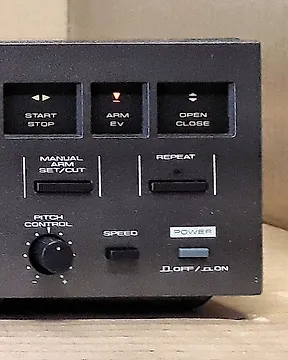 START
STOP
ARM
EV
OPEN
CLOSE
MANUAL
ARM
SET/CUT
REPEAT
PITCH
CONTROL
SPEED
POWER
OFF/ON